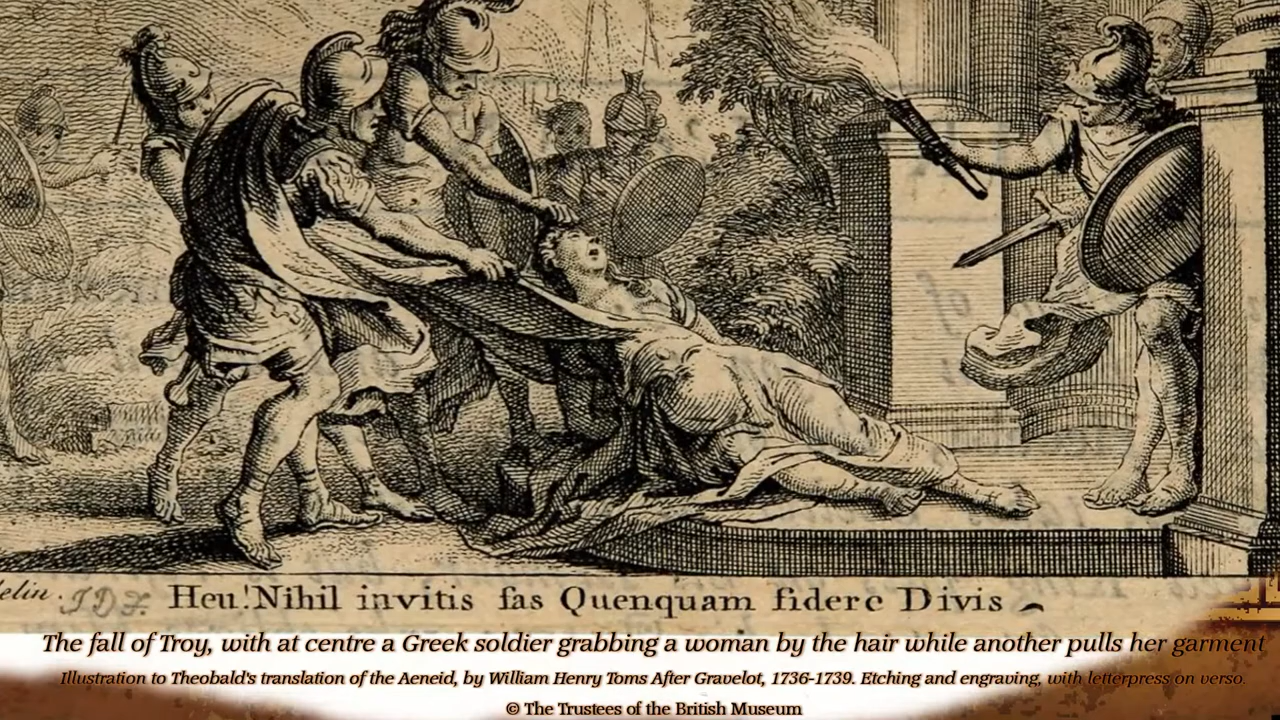 elin. J D Z. Heu! Nihil invitis fas Quenquam fidere Divis
The fall of Troy, with at centre a Greek soldier grabbing a woman by the hair while another pulls her garment
Illustration to Theobald's translation of the Aeneid, by William Henry Toms After Gravelot, 1736-1739. Etching and engraving, with letterpress on verso.
© The Trustees of the British Museum